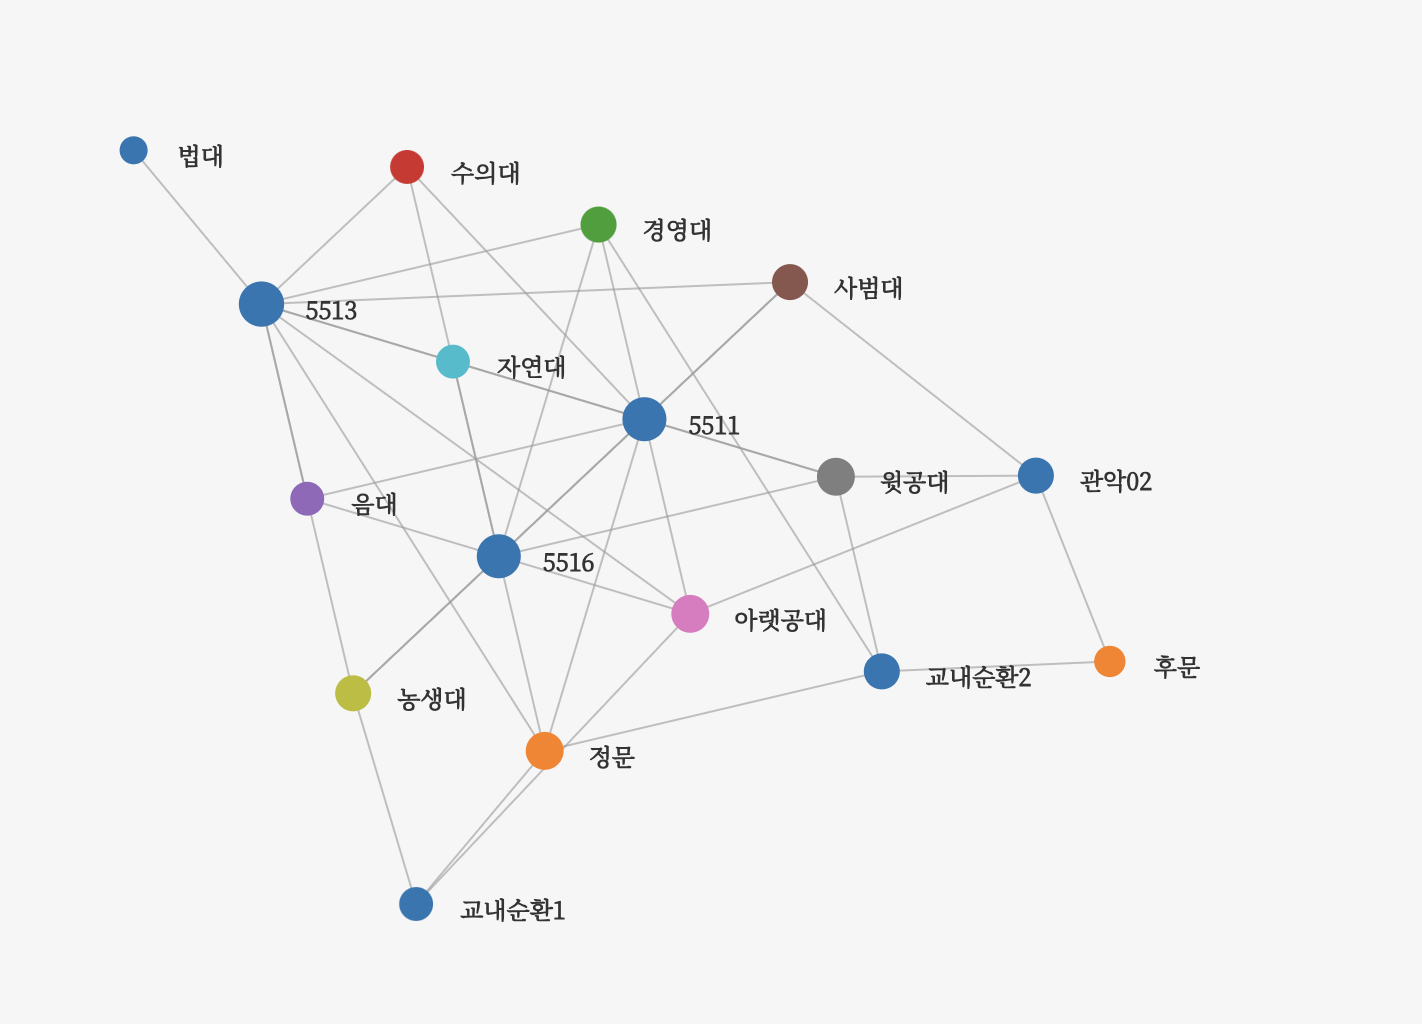 법대
수의대
경영대
사범대
5513
자연대
5511
윗공대
관악02
음대
5516
아랫공대
후문
교내순환2
농생대
정문
교내순환1